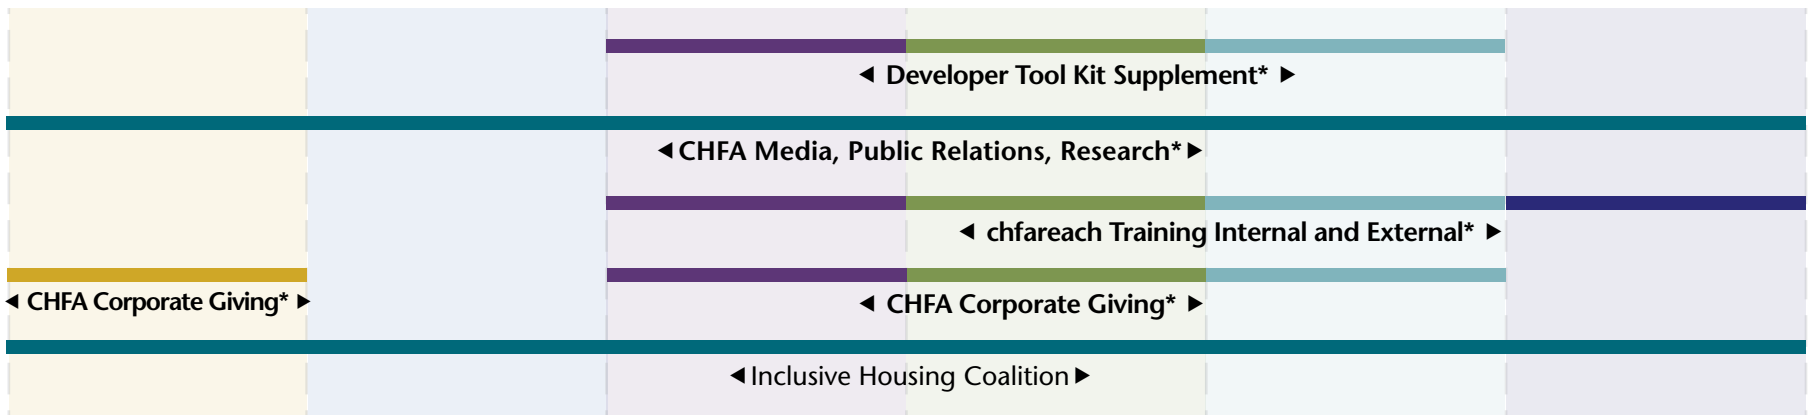 ◀ Developer Tool Kit Supplement* ▶
◀CHFA Media, Public Relations, Research*▶
◀ chfareach Training Internal and External* ▶
◀ CHFA Corporate Giving* ▶
◀ CHFA Corporate Giving* ▶
◀Inclusive Housing Coalition▶